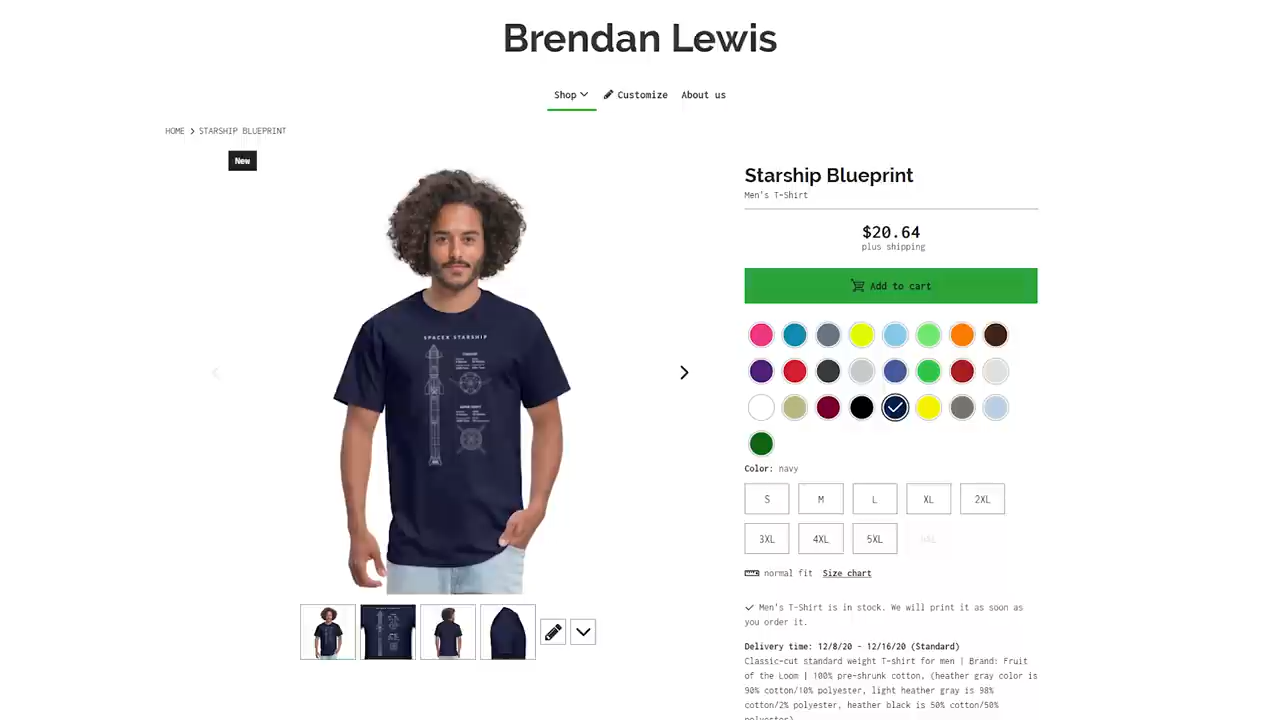 Brendan Lewis
Shop Customize About us
HOME > STARSHIP BLUEPRINT
New
SPACEX STARSHIP
Starship Blueprint
Men's T-Shirt
$20.64
plus shipping
Add to cart
Color: navy
S M L XL 2XL
3XL 4XL 5XL
normal fit Size chart
Men's T-Shirt is in stock. We will print it as soon as
you order it.
Delivery time: 12/8/20 - 12/16/20 (Standard)
Classic-cut standard weight T-shirt for men | Brand: Fruit
of the Loom | 100% pre-shrunk cotton, (heather gray color is
90% cotton/10% polyester, light heather gray is 98%
cotton/2% polyester, heather black is 50% cotton/50%
polyester)